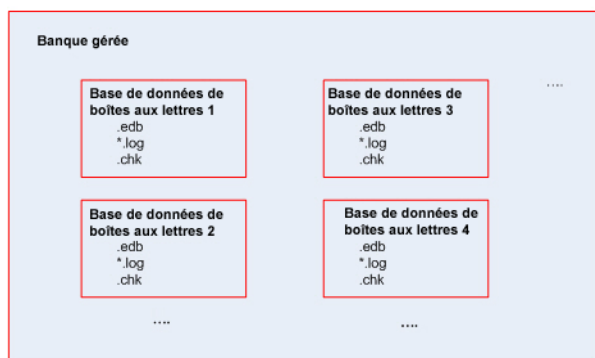 Banque gérée
Base de données de
boîtes aux lettres 1
.edb
*.log
.chk
Base de données de
boîtes aux lettres 3
.edb
*.log
.chk
....
Base de données de
boîtes aux lettres 2
.edb
*.log
.chk
Base de données de
boîtes aux lettres 4
.edb
*.log
.chk
....
....